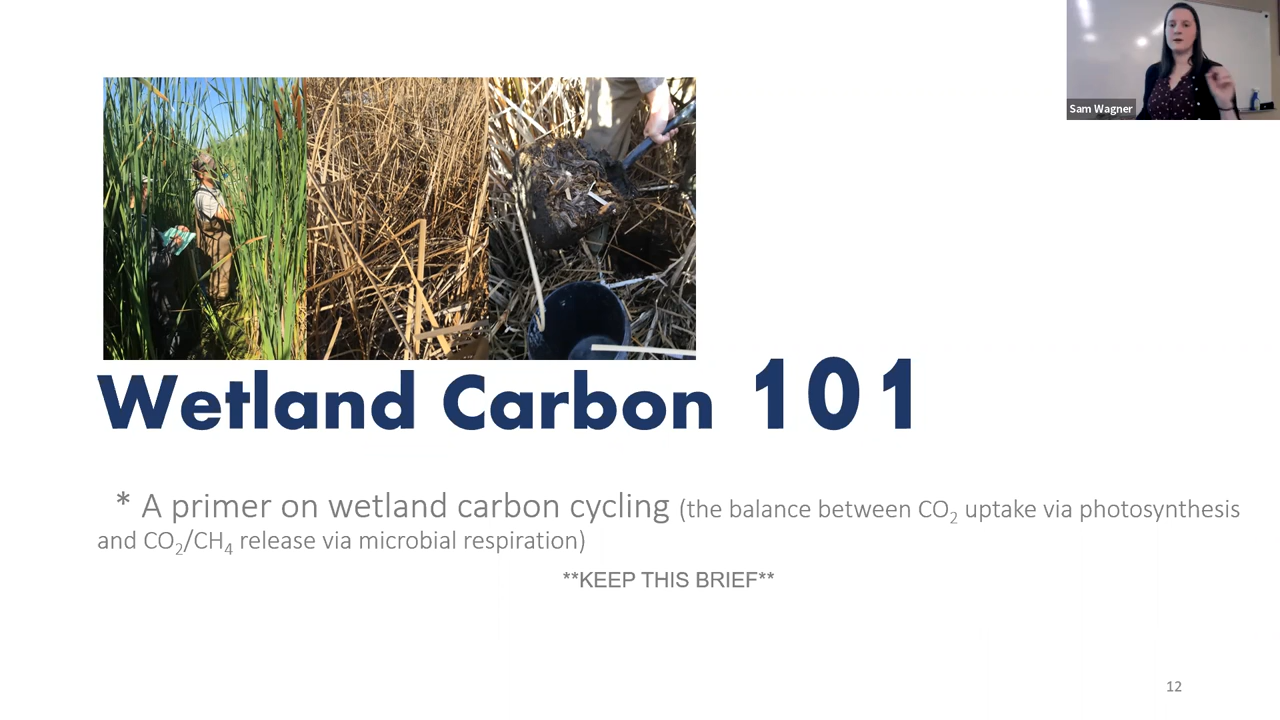 Sam Wagner
Wetland Carbon 101
* A primer on wetland carbon cycling (the balance between CO₂ uptake via photosynthesis
and CO₂/CH₄ release via microbial respiration)
**KEEP THIS BRIEF**
12